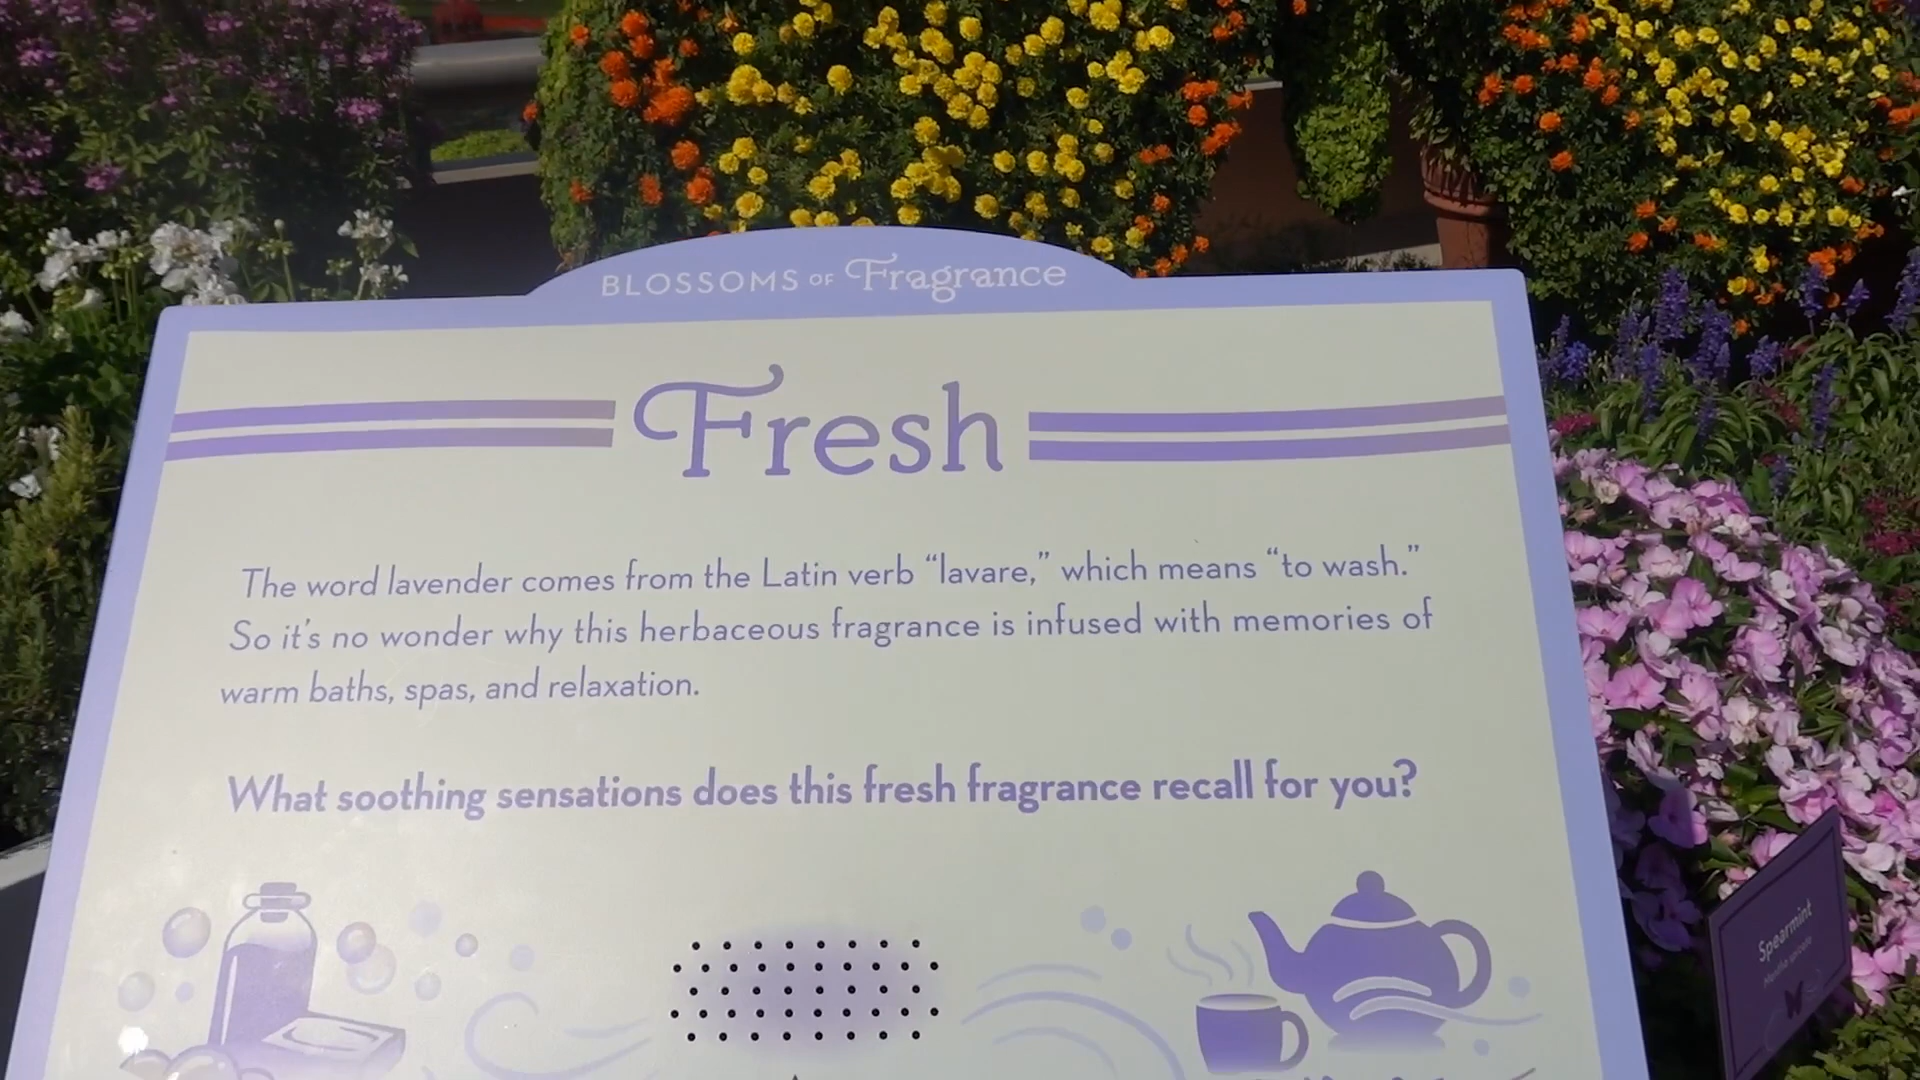 BLOSSOMS OF Fragrance
Fresh
The word lavender comes from the Latin verb “lavare,” which means “to wash.”
So it's no wonder why this herbaceous fragrance is infused with memories of
warm baths, spas, and relaxation.
What soothing sensations does this fresh fragrance recall for you?
Spearmint